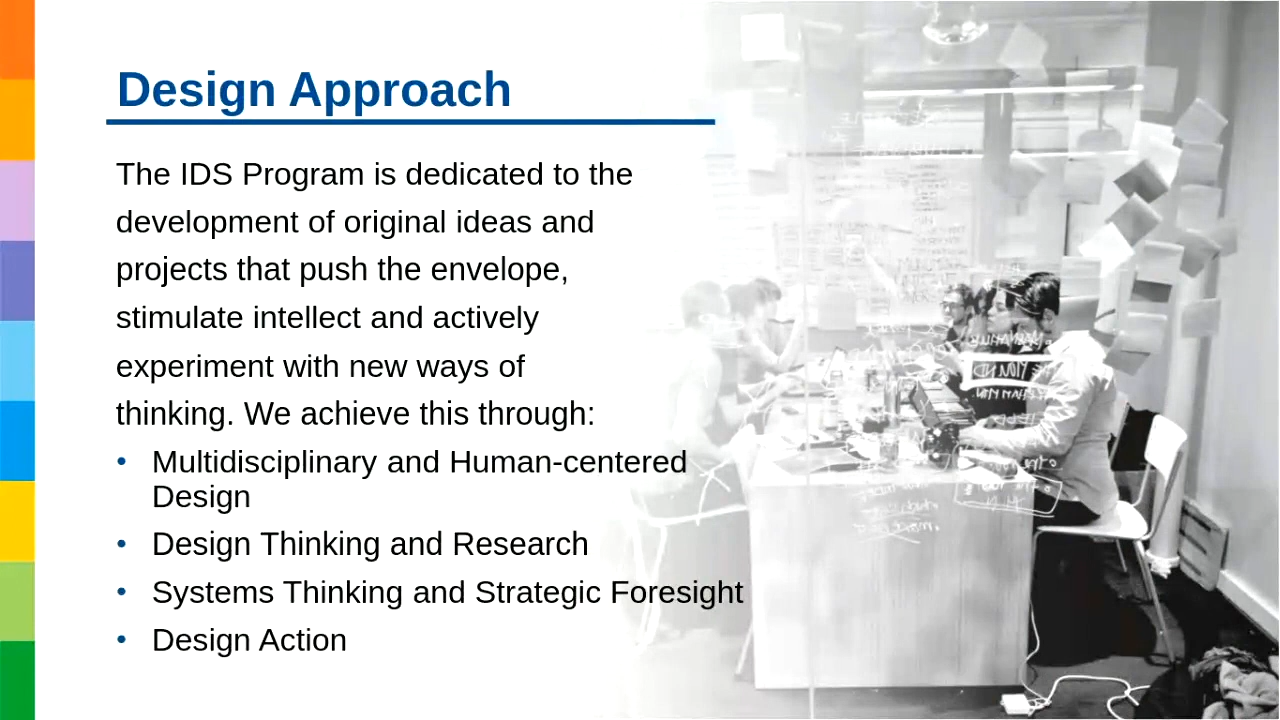 Design Approach
The IDS Program is dedicated to the
development of original ideas and
projects that push the envelope,
stimulate intellect and actively
experiment with new ways of
thinking. We achieve this through:
• Multidisciplinary and Human-centered
Design
• Design Thinking and Research
• Systems Thinking and Strategic Foresight
• Design Action